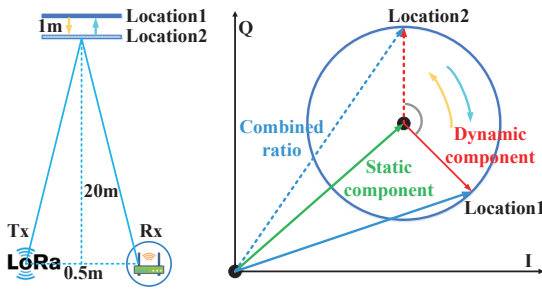 Location1
1m
Location2
20m
Tx
Rx
LoRa
0.5m
Q
Location2
Combined
ratio
Dynamic
component
Static
component
Location1
I